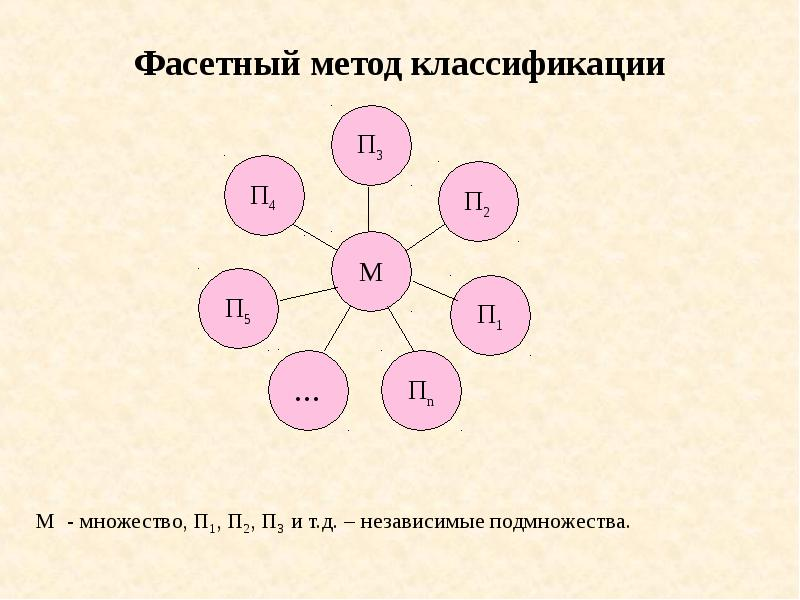 Фасетный метод классификации
П3
П4
П2
М
П5
П1
...
Пn
М - множество, П1, П2, П3 и т.д. – независимые подмножества.